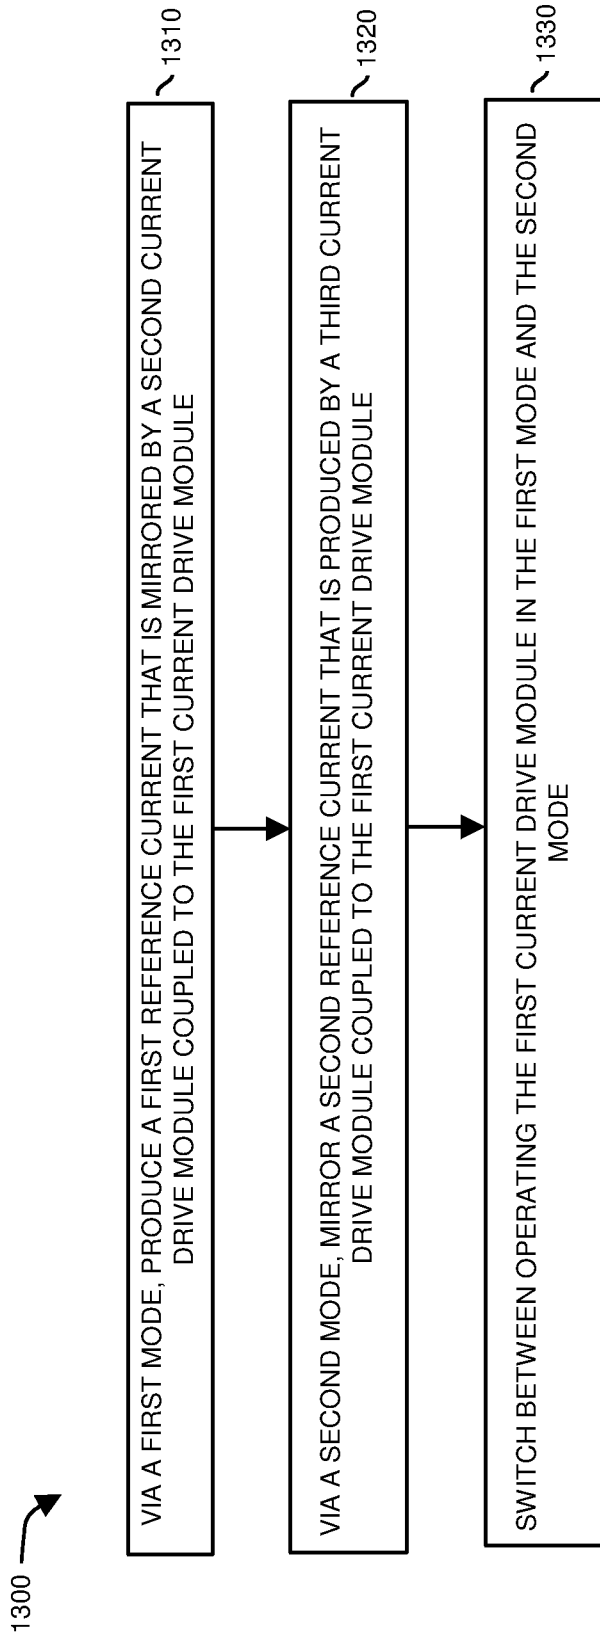 1300
VIA A FIRST MODE, PRODUCE A FIRST REFERENCE CURRENT THAT IS MIRRORED BY A SECOND CURRENT
DRIVE MODULE COUPLED TO THE FIRST CURRENT DRIVE MODULE
1310
VIA A SECOND MODE, MIRROR A SECOND REFERENCE CURRENT THAT IS PRODUCED BY A THIRD CURRENT
DRIVE MODULE COUPLED TO THE FIRST CURRENT DRIVE MODULE
1320
SWITCH BETWEEN OPERATING THE FIRST CURRENT DRIVE MODULE IN THE FIRST MODE AND THE SECOND
MODE
1330